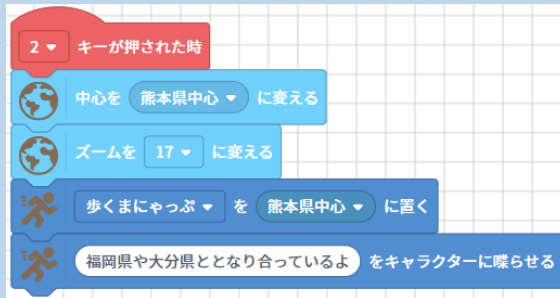 2 キーが押された時
中心を 熊本県中心 に変える
ズームを 17 に変える
歩くまにゃっぷ を 熊本県中心 に置く
福岡県や大分県ととなり合っているよ をキャラクターに喋らせる